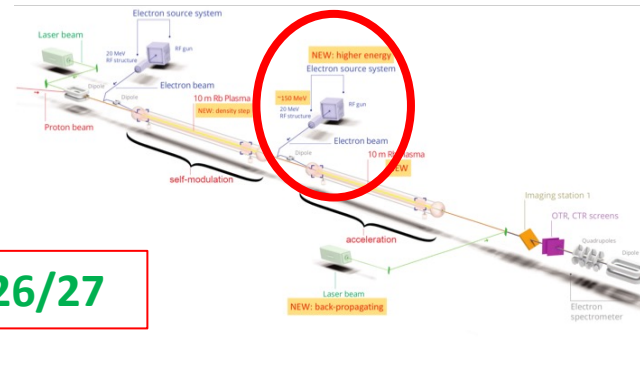 Electron source system
Laser beam
20 MeV
RF structure
RF gun
Dipole
Dipole
Electron beam
Proton beam
10 m Rb Plasma
NEW: density step
self-modulation
NEW: higher energy
Electron source system
~150 MeV
20 MeV
RF structure
RF gun
Electron beam
Dipole
10 m Rb Plasma
NEW
acceleration
Laser beam
NEW: back-propagating
Imaging station 1
OTR, CTR screens
Quadrupoles
Dipole
Electron
spectrometer
26/27